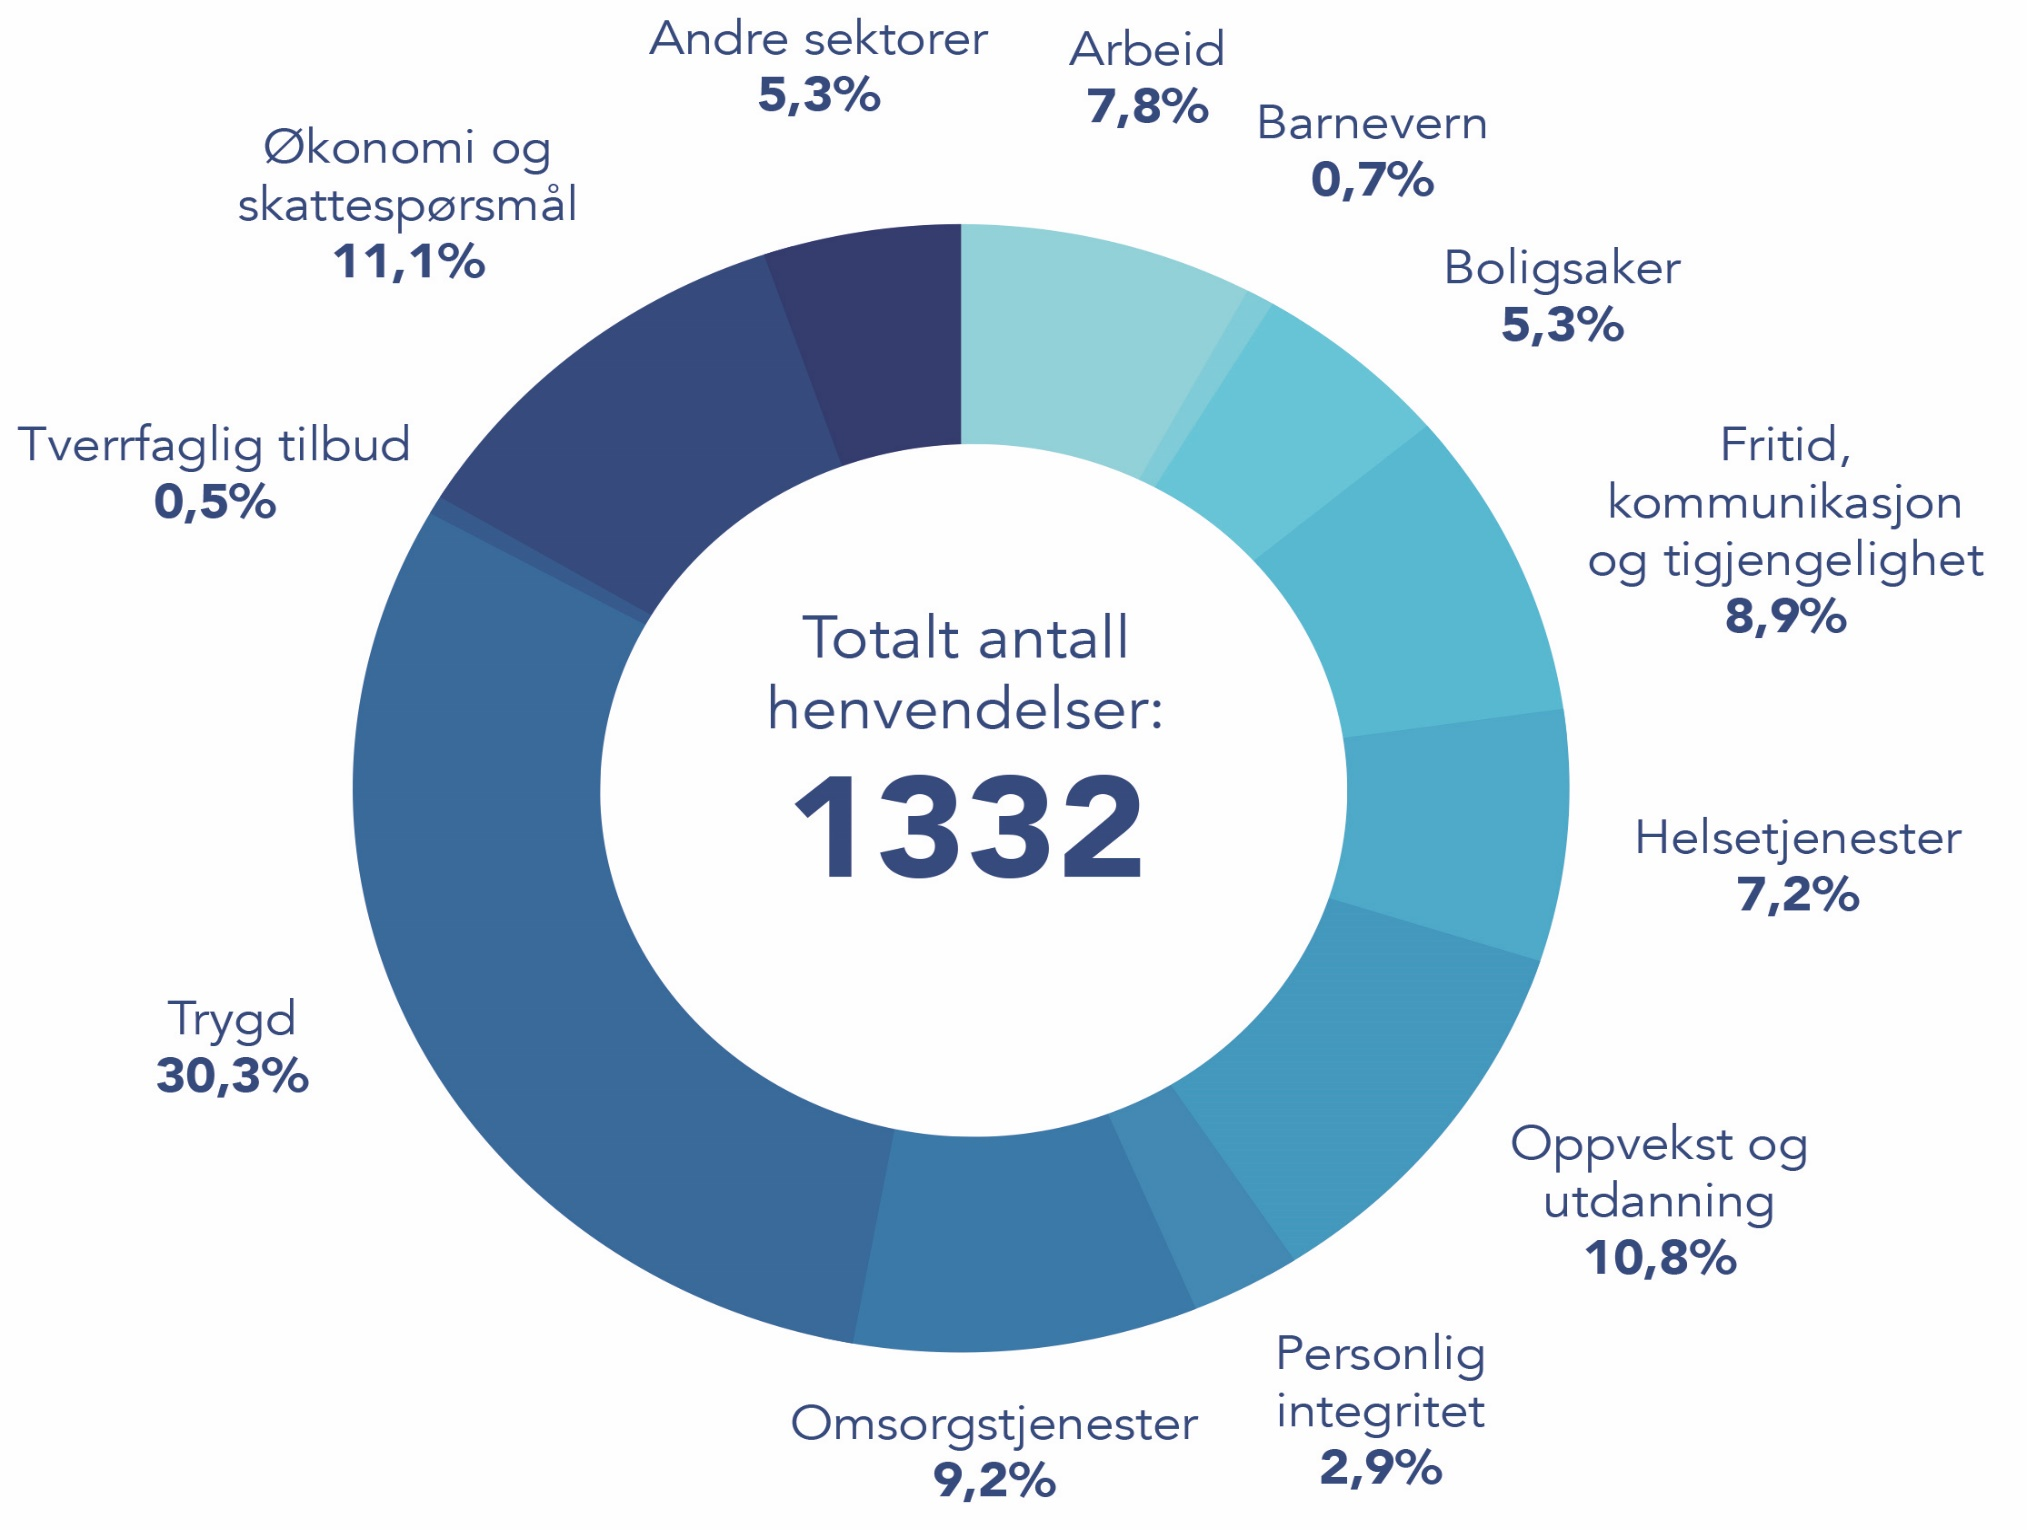 Andre sektorer
5,3%
Arbeid
7,8%
Barnevern
0,7%
Boligsaker
5,3%
Fritid,
kommunikasjon
og tigjengelighet
8,9%
Helsetjenester
7,2%
Oppvekst og
utdanning
10,8%
Personlig
integritet
2,9%
Omsorgstjenester
9,2%
Trygd
30,3%
Tverrfaglig tilbud
0,5%
Økonomi og
skattespørsmål
11,1%
Totalt antall
henvendelser:
1332